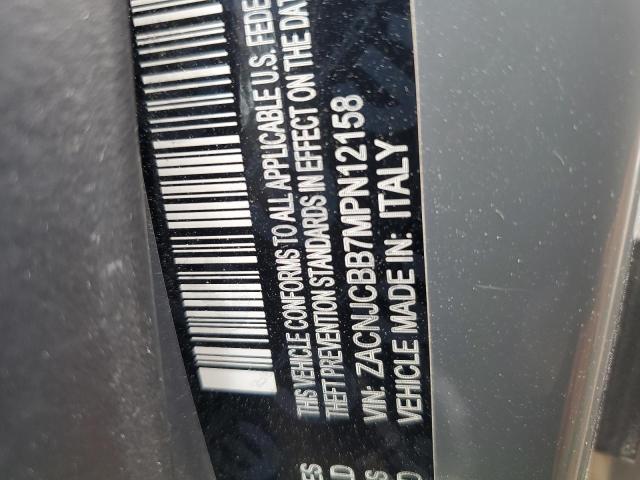 THIS VEHICLE CONFORMS TO ALL APPLICABLE U.S. FEDE
THEFT PREVENTION STANDARDS IN EFFECT ON THE DAT
VIN: ZACNJCBB7MPN12158
VEHICLE MADE IN: ITALY